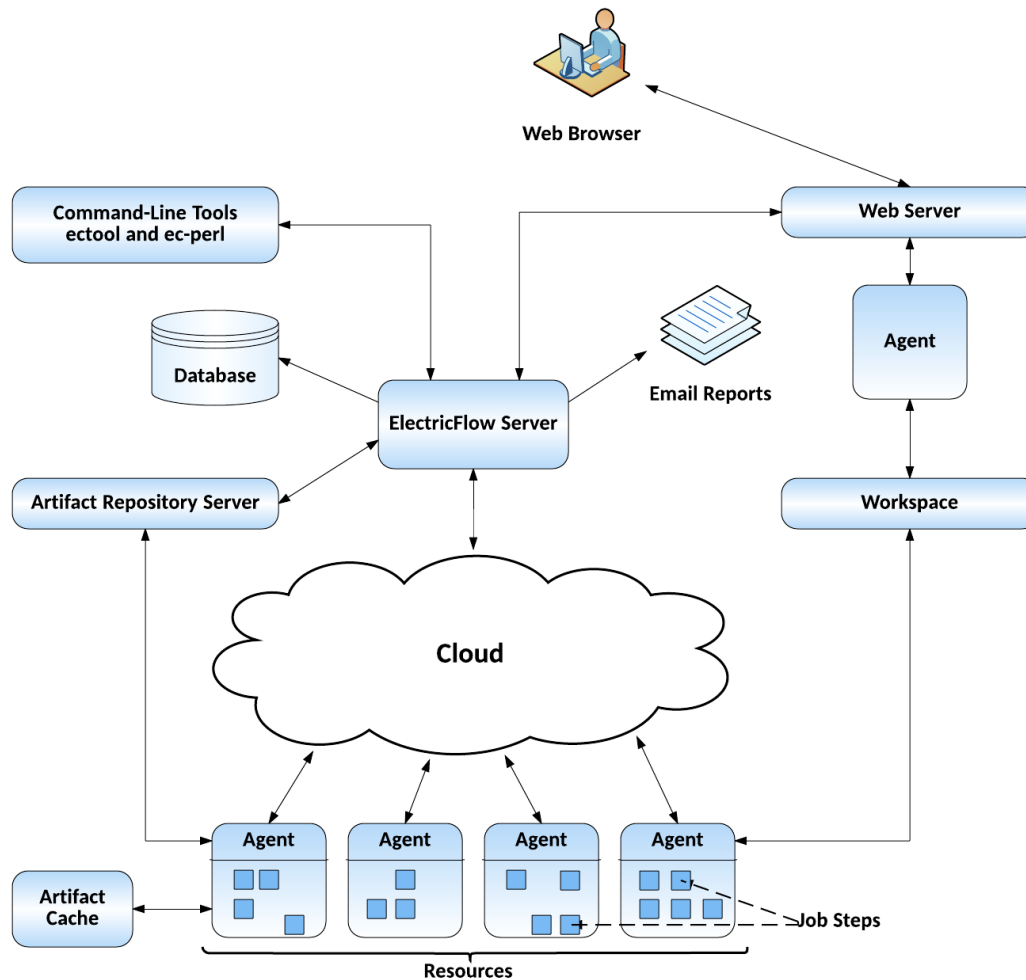 Web Browser
Command-Line Tools
ectool and ec-perl
Web Server
Database
Email Reports
Agent
ElectricFlow Server
Artifact Repository Server
Workspace
Cloud
Agent
Agent
Agent
Agent
Artifact
Cache
Job Steps
Resources